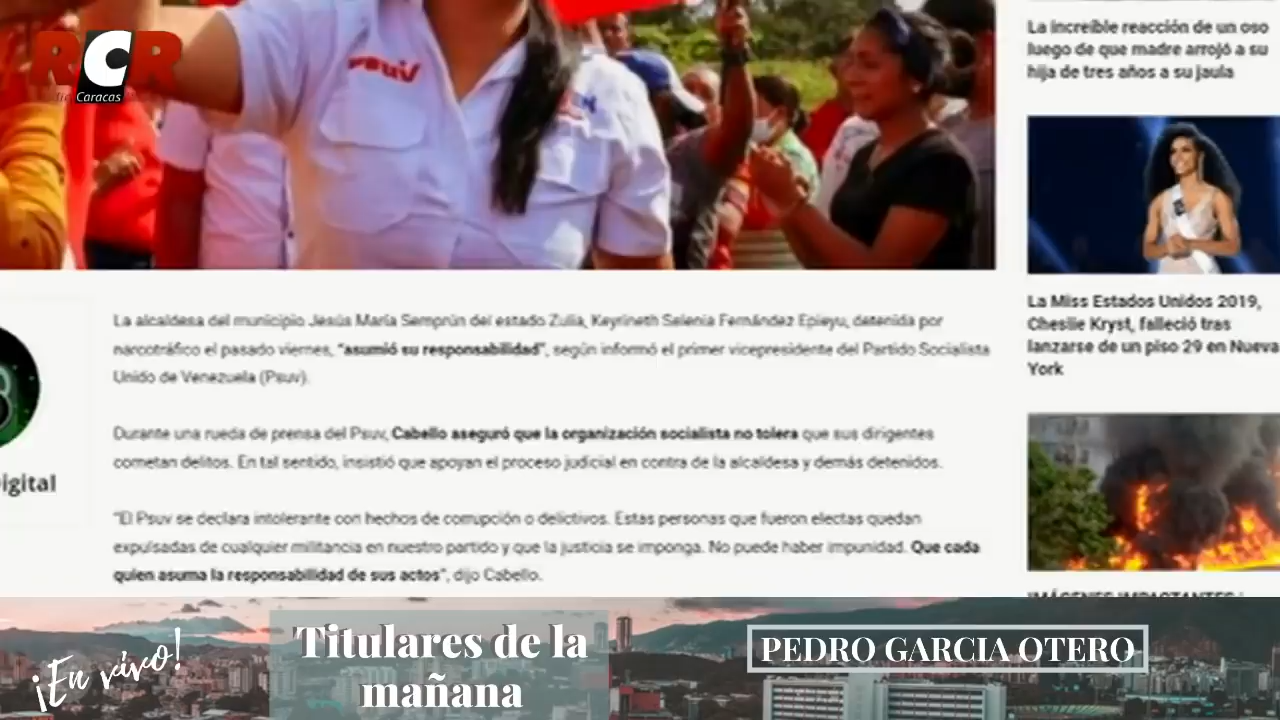 RCR
Caracas
psuv
La increíble reacción de un oso
luego de que madre arrojó a su
hija de tres años a su jaula
La alcaldesa del municipio Jesús María Semprún del estado Zulia, Keyrineth Selenia Fernández Epieyu, detenida por
narcotráfico el pasado viernes, "asumió su responsabilidad", según informó el primer vicepresidente del Partido Socialista
Unido de Venezuela (Psuv).
Durante una rueda de prensa del Psuv, Cabello aseguró que la organización socialista no tolera que sus dirigentes
cometan delitos. En tal sentido, insistió que apoyan el proceso judicial en contra de la alcaldesa y demás detenidos.
"El Psuv se declara intolerante con hechos de corrupción o delictivos. Estas personas que fueron electas quedan
expulsadas de cualquier militancia en nuestro partido y que la justicia se imponga. No puede haber impunidad. Que cada
quien asuma la responsabilidad de sus actos", dijo Cabello.
igital
La Miss Estados Unidos 2019,
Cheslie Kryst, falleció tras
lanzarse de un piso 29 en Nueva
York
¡En vivo!
Titulares de la
mañana
PEDRO GARCIA OTERO